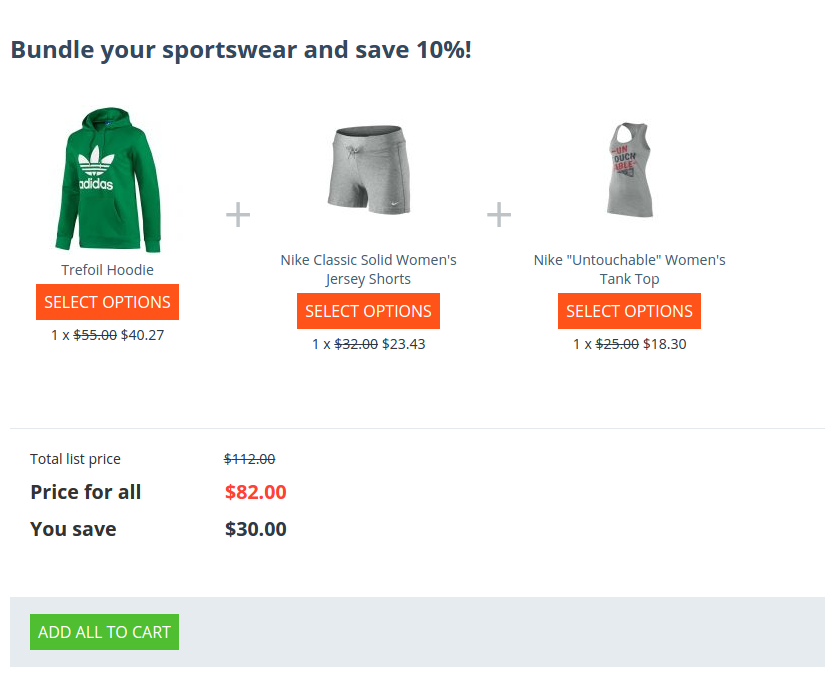 Bundle your sportswear and save 10%!
adidas
UN
OUCH
ABLE
+
+
Trefoil Hoodie
SELECT OPTIONS
1 x $55.00 $40.27
Nike Classic Solid Women's
Jersey Shorts
SELECT OPTIONS
1 x $32.00 $23.43
Nike "Untouchable" Women's
Tank Top
SELECT OPTIONS
1 x $25.00 $18.30
Total list price $112.00
Price for all $82.00
You save $30.00
ADD ALL TO CART